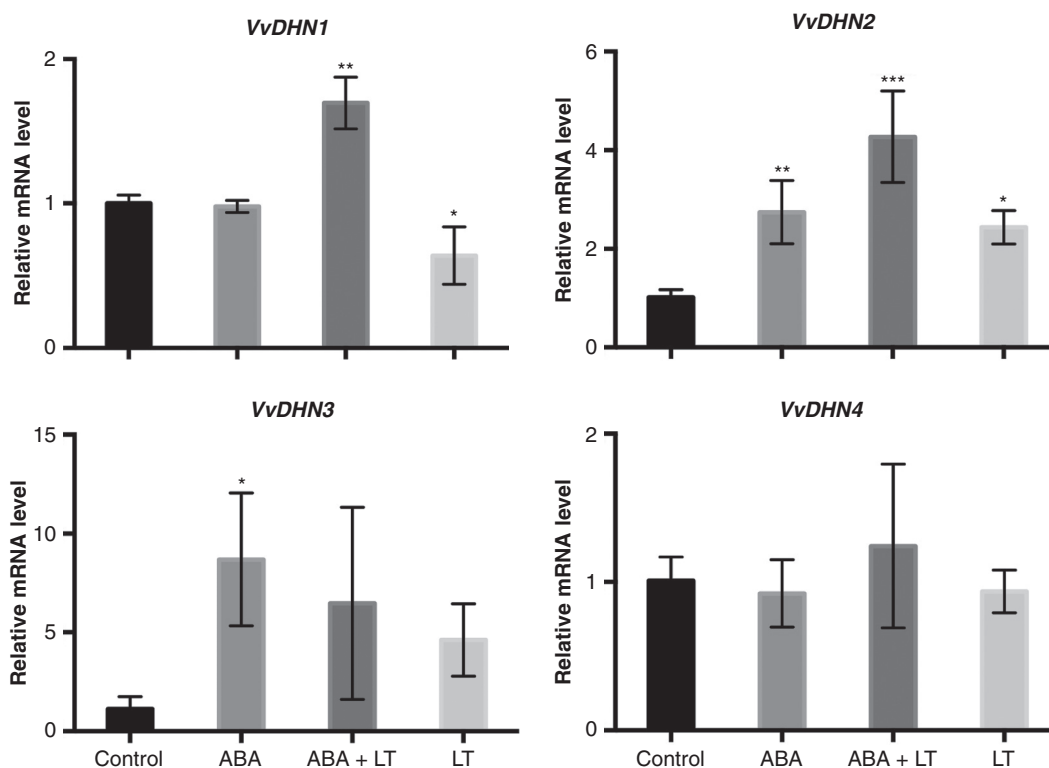 VvDHN1
Relative mRNA level
2
1
0
**
*
VvDHN2
Relative mRNA level
6
4
2
0
**
***
*
VvDHN3
Relative mRNA level
15
10
5
0
*
Control ABA ABA + LT LT
VvDHN4
Relative mRNA level
2
1
0
Control ABA ABA + LT LT